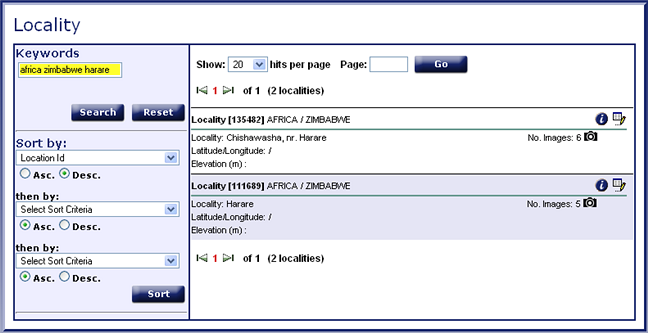 Locality
Keywords
africa zimbabwe harare
Search Reset
Sort by:
Location Id
Asc. Desc.
then by:
Select Sort Criteria
Asc. Desc.
then by:
Select Sort Criteria
Asc. Desc.
Sort
Show: 20 hits per page Page: Go
1 of 1 (2 localities)
Locality [135482] AFRICA / ZIMBABWE
Locality: Chishawasha, nr. Harare No. Images: 6
Latitude/Longitude: /
Elevation (m) :
Locality [111689] AFRICA / ZIMBABWE
Locality: Harare No. Images: 5
Latitude/Longitude: /
Elevation (m) :
1 of 1 (2 localities)